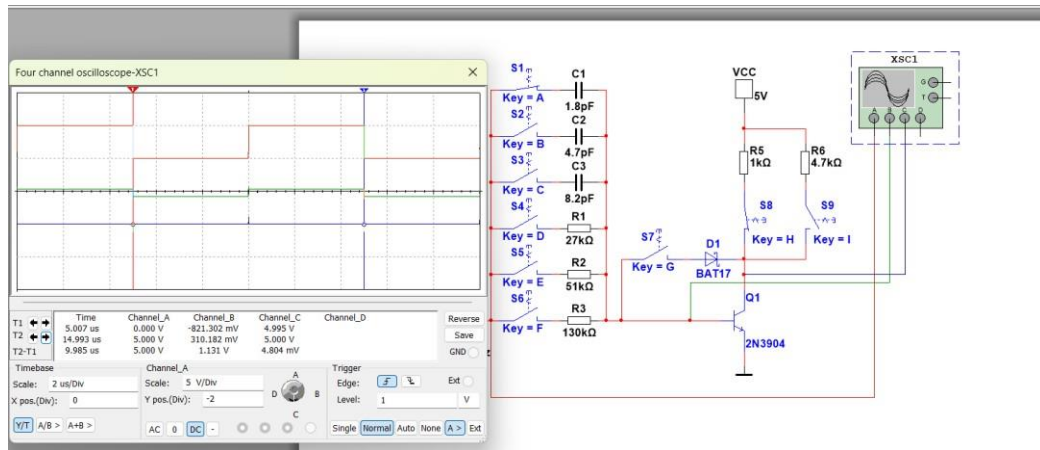 Four channel oscilloscope-XSC1
Time Channel_A Channel_B Channel_C Channel_D
T1 5.007 us 0.000 V -821.302 mV 4.995 V
T2 14.993 us 5.000 V 310.182 mV 5.000 V
T2-T1 9.985 us 5.000 V 1.131 V 4.804 mV
Reverse
Save
GND
Timebase
Scale: 2 us/Div
X pos.(Div): 0
Y/T A/B > A+B >
Channel_A
Scale: 5 V/Div
Y pos.(Div): -2
AC 0 DC -
A
B
C
D
Trigger
Edge: Ext
Level: 1 V
Single Normal Auto None A > Ext
S1
Key = A
C1
1.8pF
S2
Key = B
C2
4.7pF
S3
Key = C
C3
8.2pF
S4
Key = D
R1
27kΩ
S5
Key = E
R2
51kΩ
S6
Key = F
R3
130kΩ
S7
Key = G
D1
BAT17
VCC
5V
R5
1kΩ
R6
4.7kΩ
S8
Key = H
S9
Key = I
Q1
2N3904
XSC1
G
T
A B C D